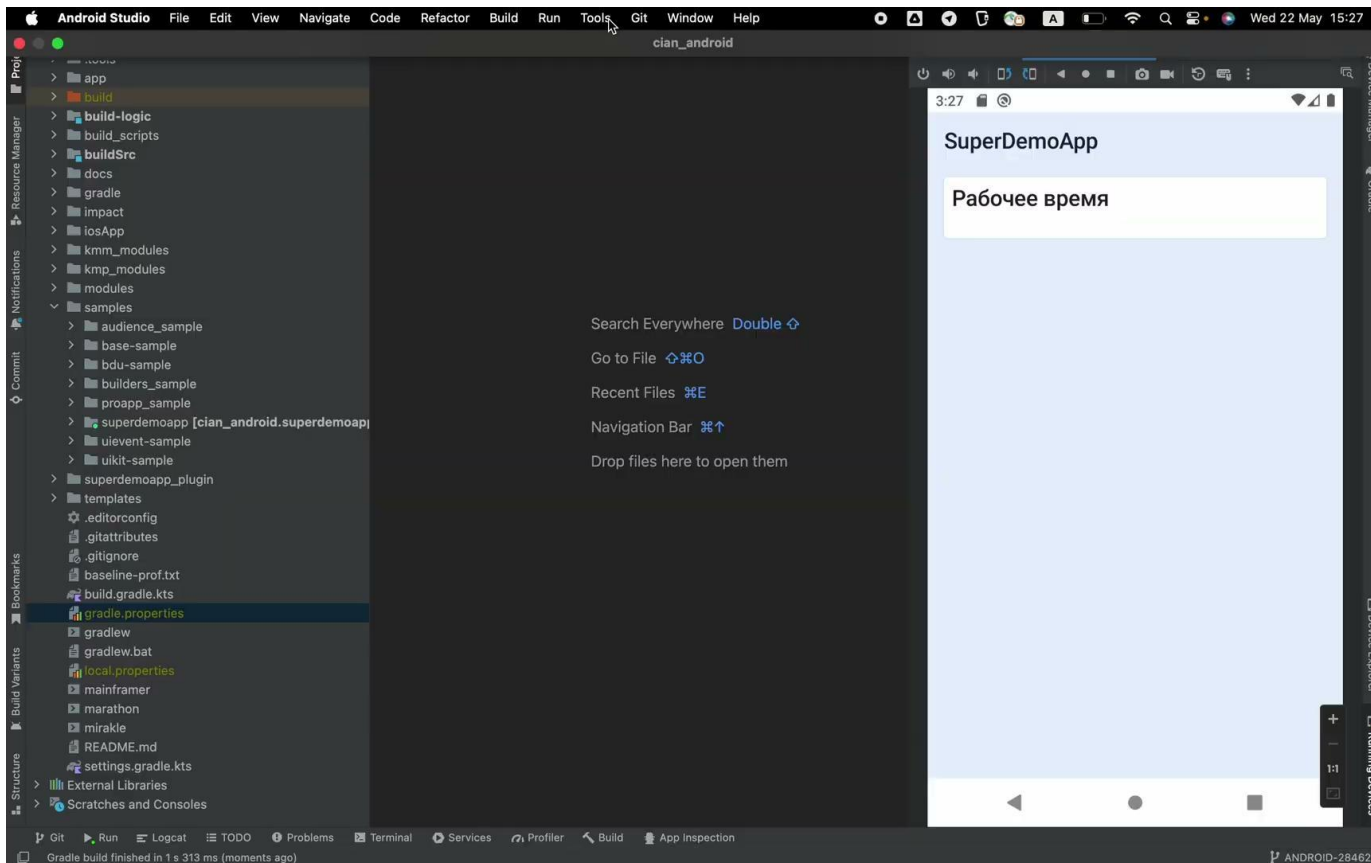 Android Studio File Edit View Navigate Code Refactor Build Run Tools Git Window Help A Wed 22 May 15:27
cian_android
Resource Manager
Notifications
Commit
Bookmarks
Build Variants
Structure
app
build
build-logic
build_scripts
buildSrc
docs
gradle
impact
iosApp
kmm_modules
kmp_modules
modules
samples
audience_sample
base-sample
bdu-sample
builders_sample
proapp_sample
superdemoapp [cian_android.superdemoapp
uievent-sample
uikit-sample
superdemoapp_plugin
templates
.editorconfig
.gitattributes
.gitignore
baseline-prof.txt
build.gradle.kts
gradle.properties
gradlew
gradlew.bat
local.properties
mainframer
marathon
mirakle
README.md
settings.gradle.kts
External Libraries
Scratches and Consoles
Search Everywhere Double ⇧
Go to File ⇧⌘O
Recent Files ⌘E
Navigation Bar ⌘↑
Drop files here to open them
3:27
SuperDemoApp
Рабочее время
1:1
Git Run Logcat TODO Problems Terminal Services Profiler Build App Inspection
Gradle build finished in 1 s 313 ms (moments ago) ANDROID-28462